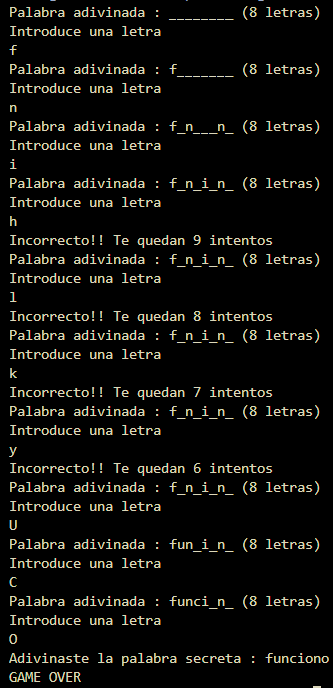 Palabra adivinada : ________ (8 letras)
Introduce una letra
f
Palabra adivinada : f_______ (8 letras)
Introduce una letra
n
Palabra adivinada : f_n___n_ (8 letras)
Introduce una letra
i
Palabra adivinada : f_n_i_n_ (8 letras)
Introduce una letra
h
Incorrecto!! Te quedan 9 intentos
Palabra adivinada : f_n_i_n_ (8 letras)
Introduce una letra
l
Incorrecto!! Te quedan 8 intentos
Palabra adivinada : f_n_i_n_ (8 letras)
Introduce una letra
k
Incorrecto!! Te quedan 7 intentos
Palabra adivinada : f_n_i_n_ (8 letras)
Introduce una letra
y
Incorrecto!! Te quedan 6 intentos
Palabra adivinada : f_n_i_n_ (8 letras)
Introduce una letra
U
Palabra adivinada : fun_i_n_ (8 letras)
Introduce una letra
C
Palabra adivinada : funci_n_ (8 letras)
Introduce una letra
O
Adivinaste la palabra secreta : funciono
GAME OVER